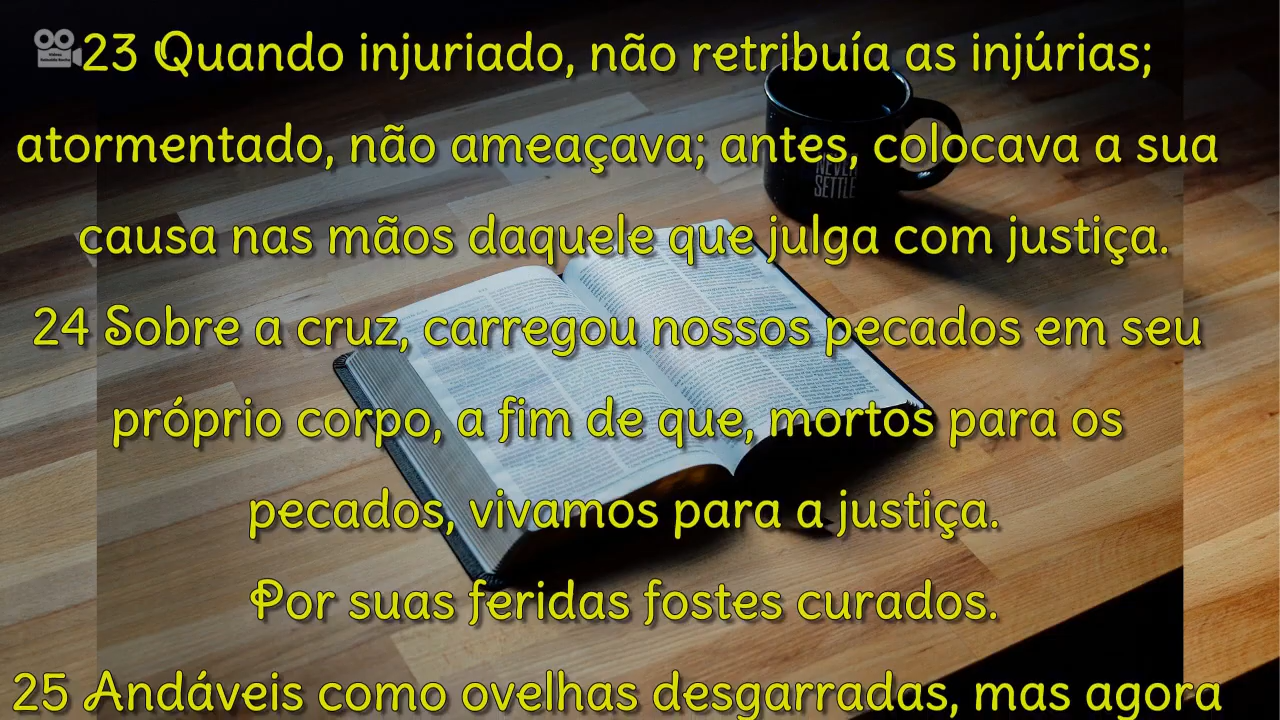 23 Quando injuriado, não retribuía as injúrias;
atormentado, não ameaçava; antes, colocava a sua
causa nas mãos daquele que julga com justiça.
24 Sobre a cruz, carregou nossos pecados em seu
próprio corpo, a fim de que, mortos para os
pecados, vivamos para a justiça.
Por suas feridas fostes curados.
25 Andáveis como ovelhas desgarradas, mas agora
NEVER
SETTLE